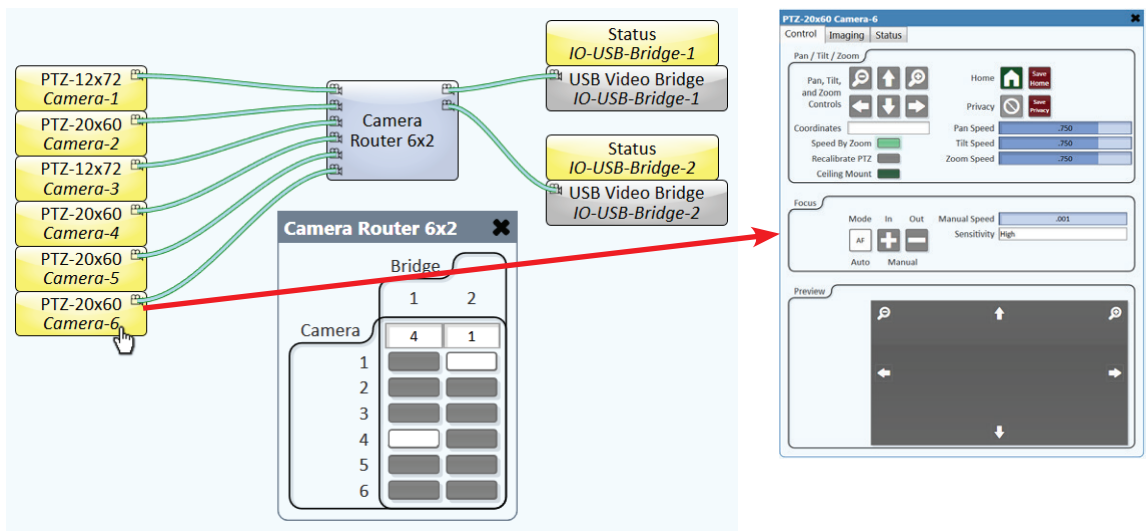 PTZ-12x72
Camera-1
PTZ-20x60
Camera-2
PTZ-12x72
Camera-3
PTZ-20x60
Camera-4
PTZ-20x60
Camera-5
PTZ-20x60
Camera-6
Camera
Router 6x2
Status
IO-USB-Bridge-1
USB Video Bridge
IO-USB-Bridge-1
Status
IO-USB-Bridge-2
USB Video Bridge
IO-USB-Bridge-2
Camera Router 6x2
Bridge
1 2
Camera
4 1
1
2
3
4
5
6
PTZ-20x60 Camera-6
Control Imaging Status
Pan / Tilt / Zoom
Pan, Tilt,
and Zoom
Controls
Home
Save
Home
Privacy
Save
Privacy
Coordinates
Pan Speed .750
Speed By Zoom
Tilt Speed .750
Recalibrate PTZ
Zoom Speed .750
Ceiling Mount
Focus
Mode In Out
Manual Speed .001
AF
Sensitivity High
Auto Manual
Preview